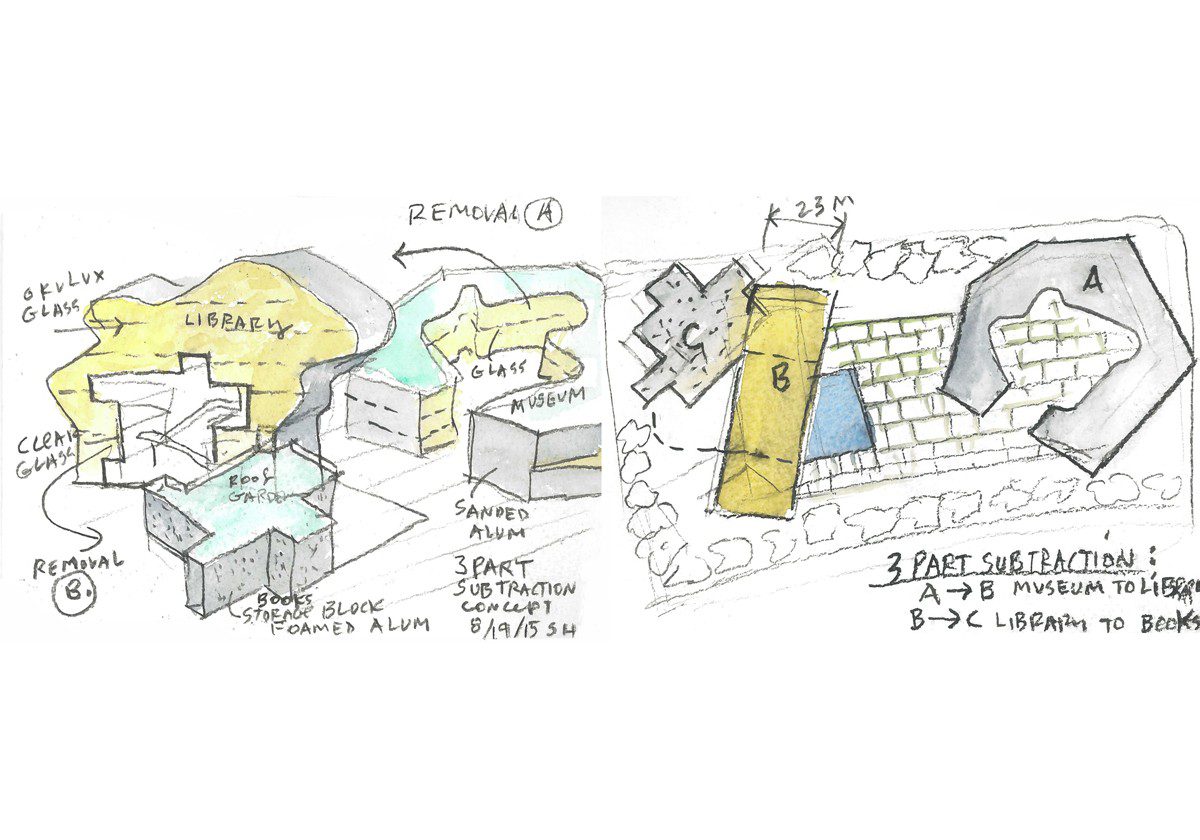 REMOVAL A
OKULUX
GLASS
LIBRARY
GLASS
MUSEUM
CLEAR
GLASS
ROOF
GARDEN
SANDED
ALUM
REMOVAL
B.
BOOKS
STORAGE BLOCK
FOAMED ALUM
3 PART
SUBTRACTION
CONCEPT
8/19/15 SH
23 M
A
C
B
3 PART SUBTRACTION:
A→B MUSEUM TO LIBRARY
B→C LIBRARY TO BOOKS